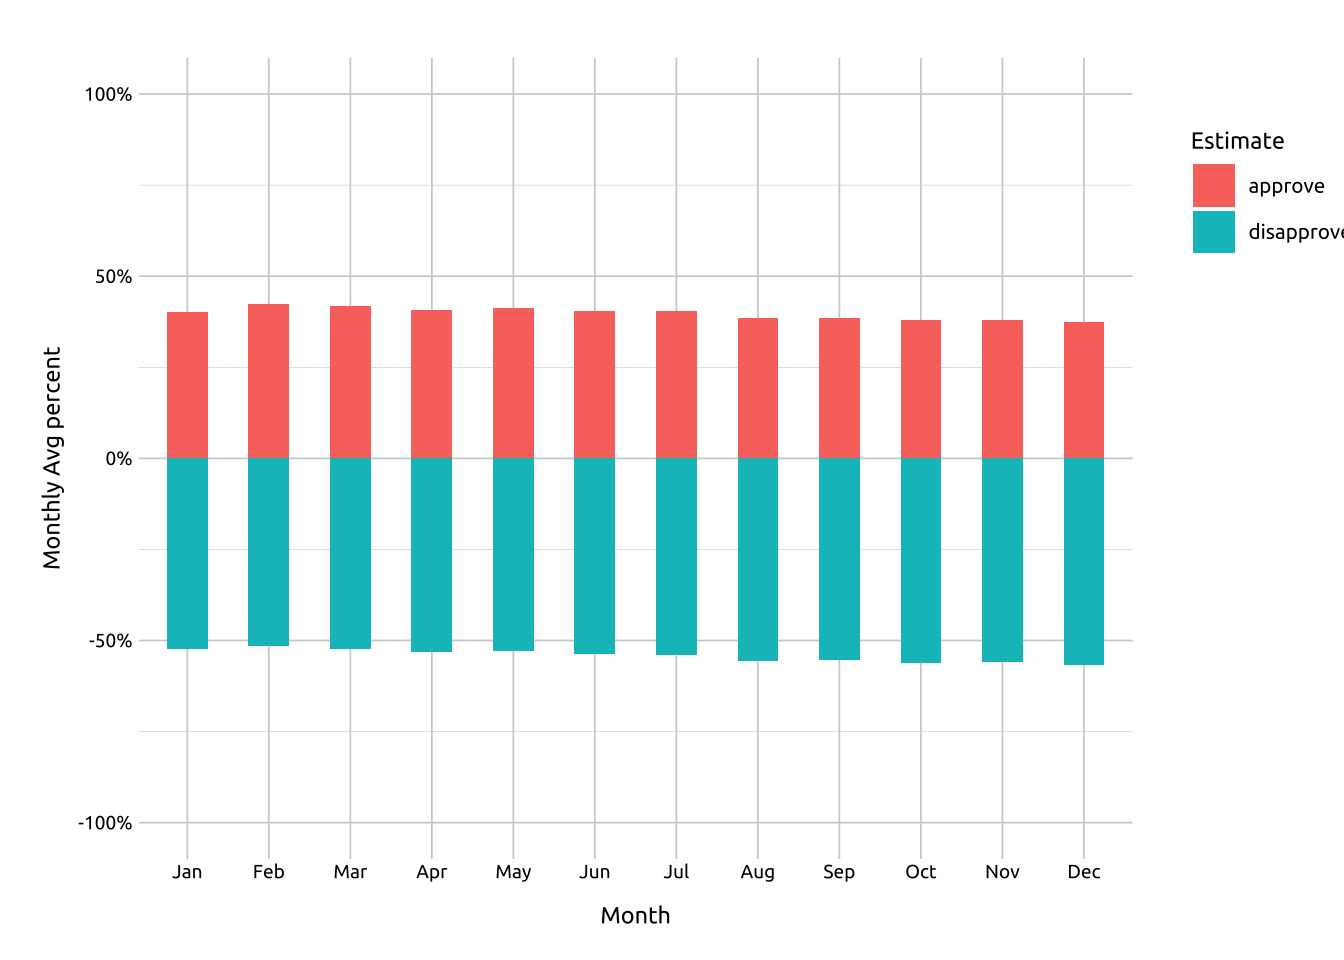 Monthly Avg percent
100%
50%
0%
-50%
-100%
Jan Feb Mar Apr May Jun Jul Aug Sep Oct Nov Dec
Month
Estimate
approve
disapprove